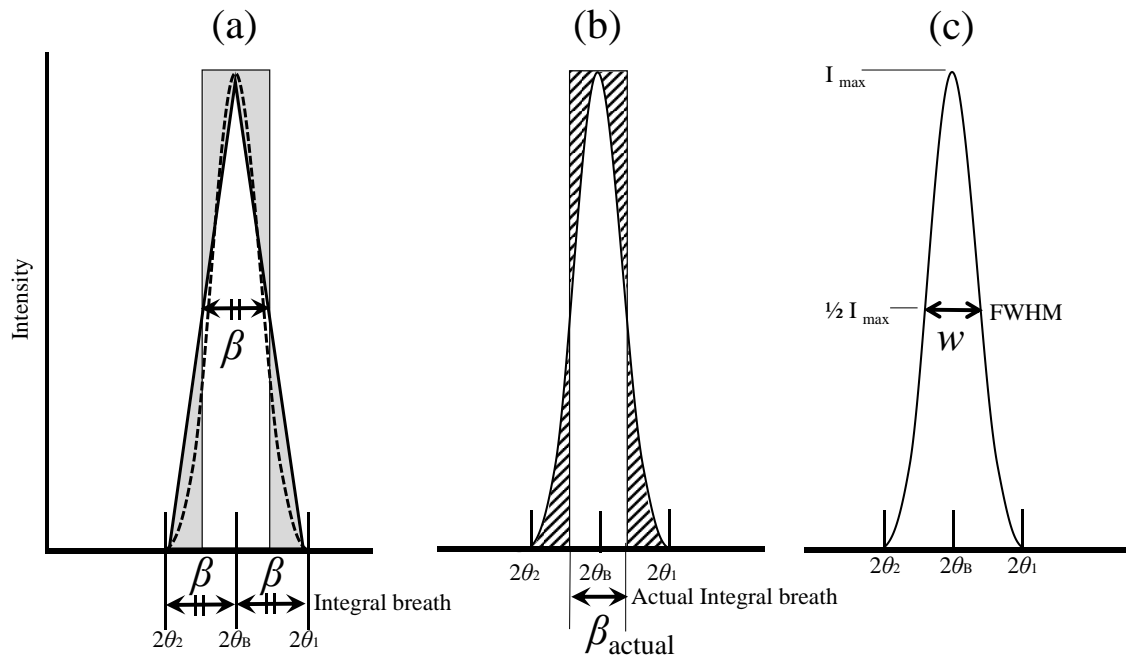 (a)
(b)
(c)
Intensity
β
β
β
Integral breath
2θ2
2θB
2θ1
2θ2
2θB
2θ1
Actual Integral breath
βactual
I max
½ I max
FWHM
w
2θ2
2θB
2θ1